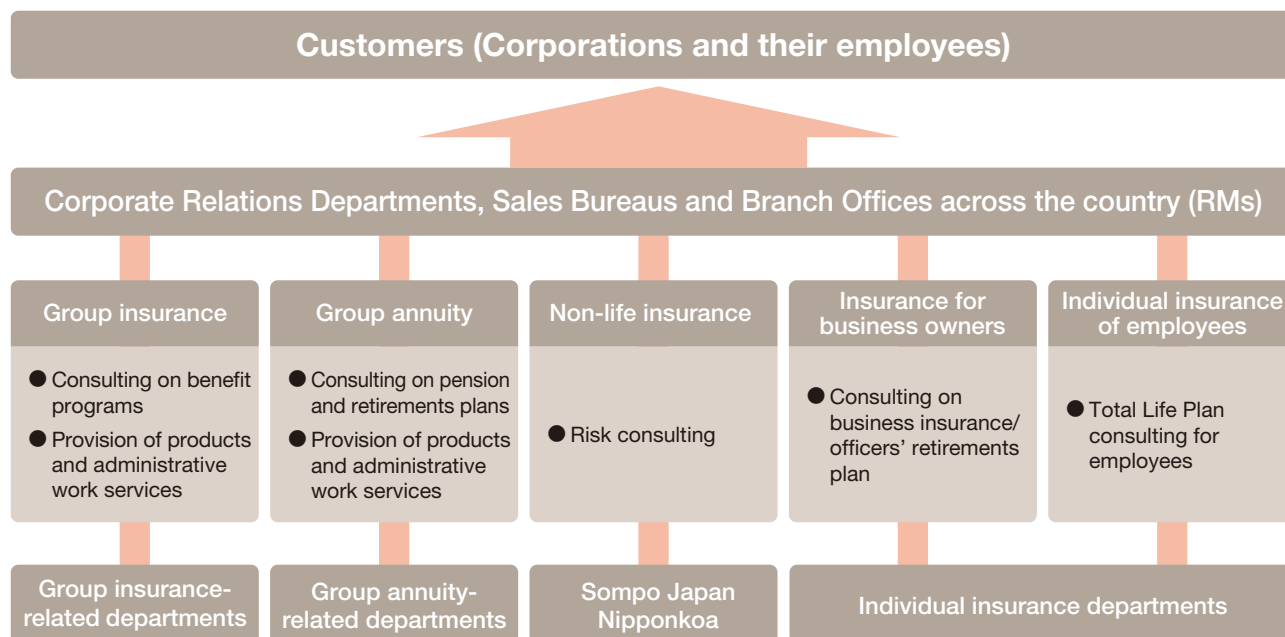 Customers (Corporations and their employees)
Corporate Relations Departments, Sales Bureaus and Branch Offices across the country (RMs)
Group insurance
● Consulting on benefit
programs
● Provision of products
and administrative
work services
Group insurance-
related departments
Group annuity
● Consulting on pension
and retirements plans
● Provision of products
and administrative
work services
Group annuity-
related departments
Non-life insurance
● Risk consulting
Sompo Japan
Nipponkoa
Insurance for
business owners
● Consulting on
business insurance/
officers' retirements
plan
Individual insurance
of employees
● Total Life Plan
consulting for
employees
Individual insurance departments